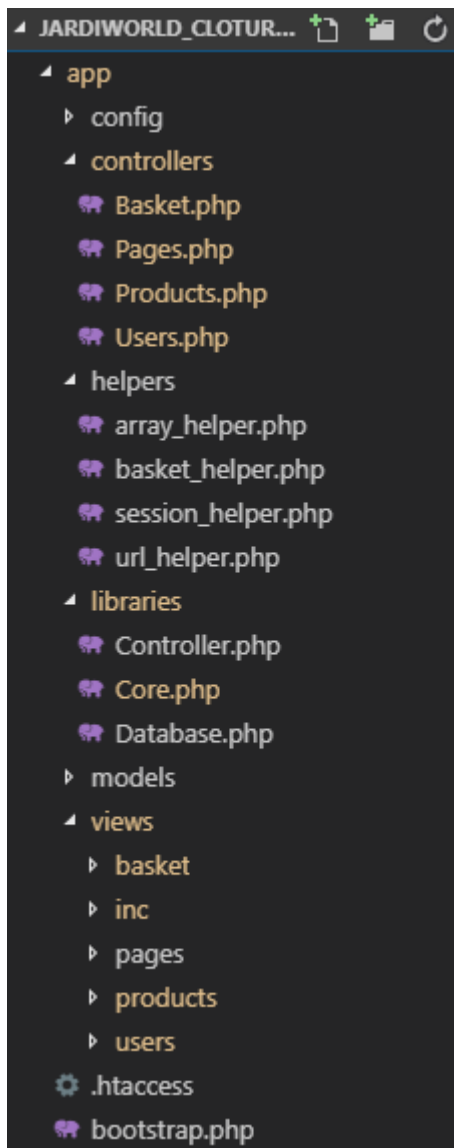 JARDIWORLD_CLOTUR...
app
config
controllers
Basket.php
Pages.php
Products.php
Users.php
helpers
array_helper.php
basket_helper.php
session_helper.php
url_helper.php
libraries
Controller.php
Core.php
Database.php
models
views
basket
inc
pages
products
users
.htaccess
bootstrap.php